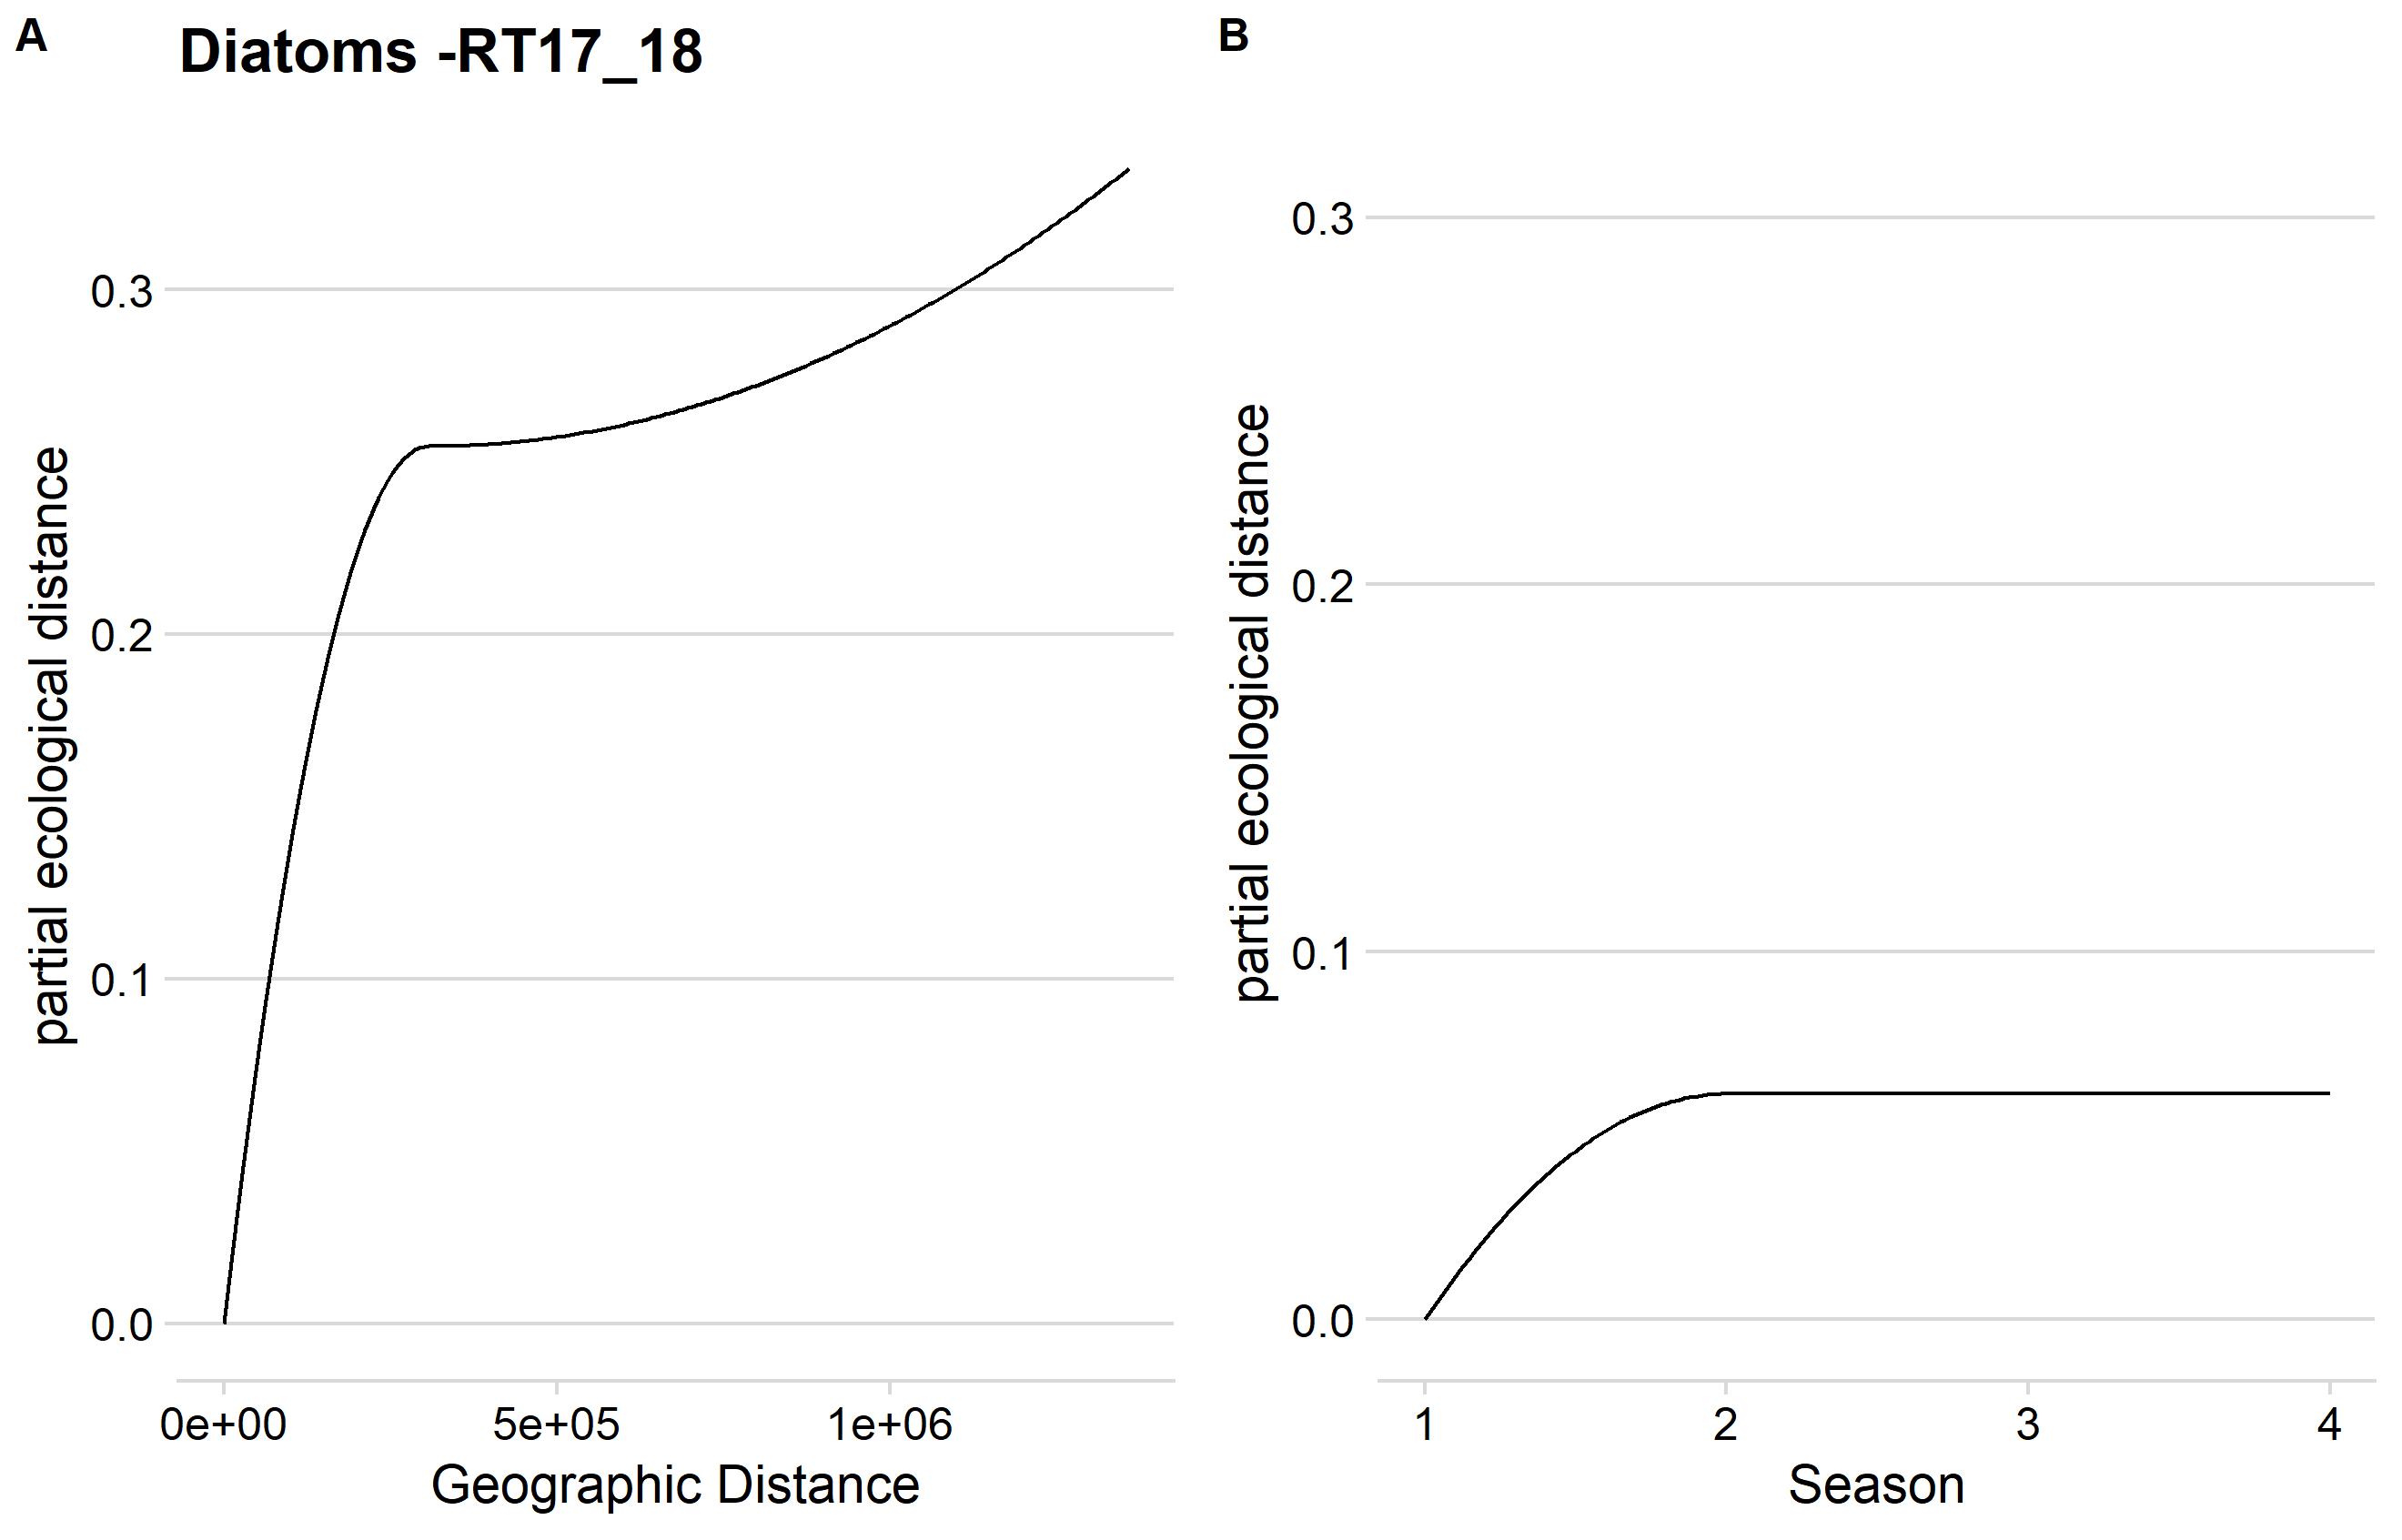 A
Diatoms -RT17_18
partial ecological distance
0.3
0.2
0.1
0.0
0e+00 5e+05 1e+06
Geographic Distance
B
partial ecological distance
0.3
0.2
0.1
0.0
1 2 3 4
Season